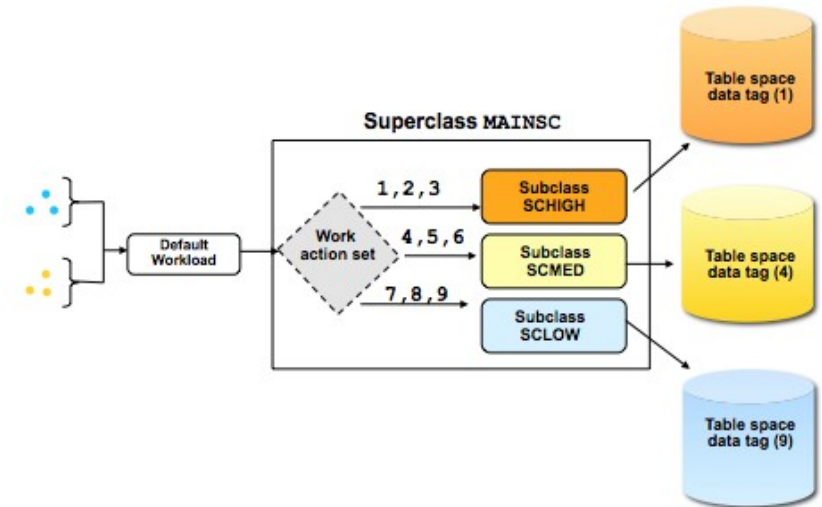 Superclass MAINSC
Default
Workload
Work
action set
1,2,3
4,5,6
7,8,9
Subclass
SCHIGH
Subclass
SCMED
Subclass
SCLOW
Table space
data tag (1)
Table space
data tag (4)
Table space
data tag (9)